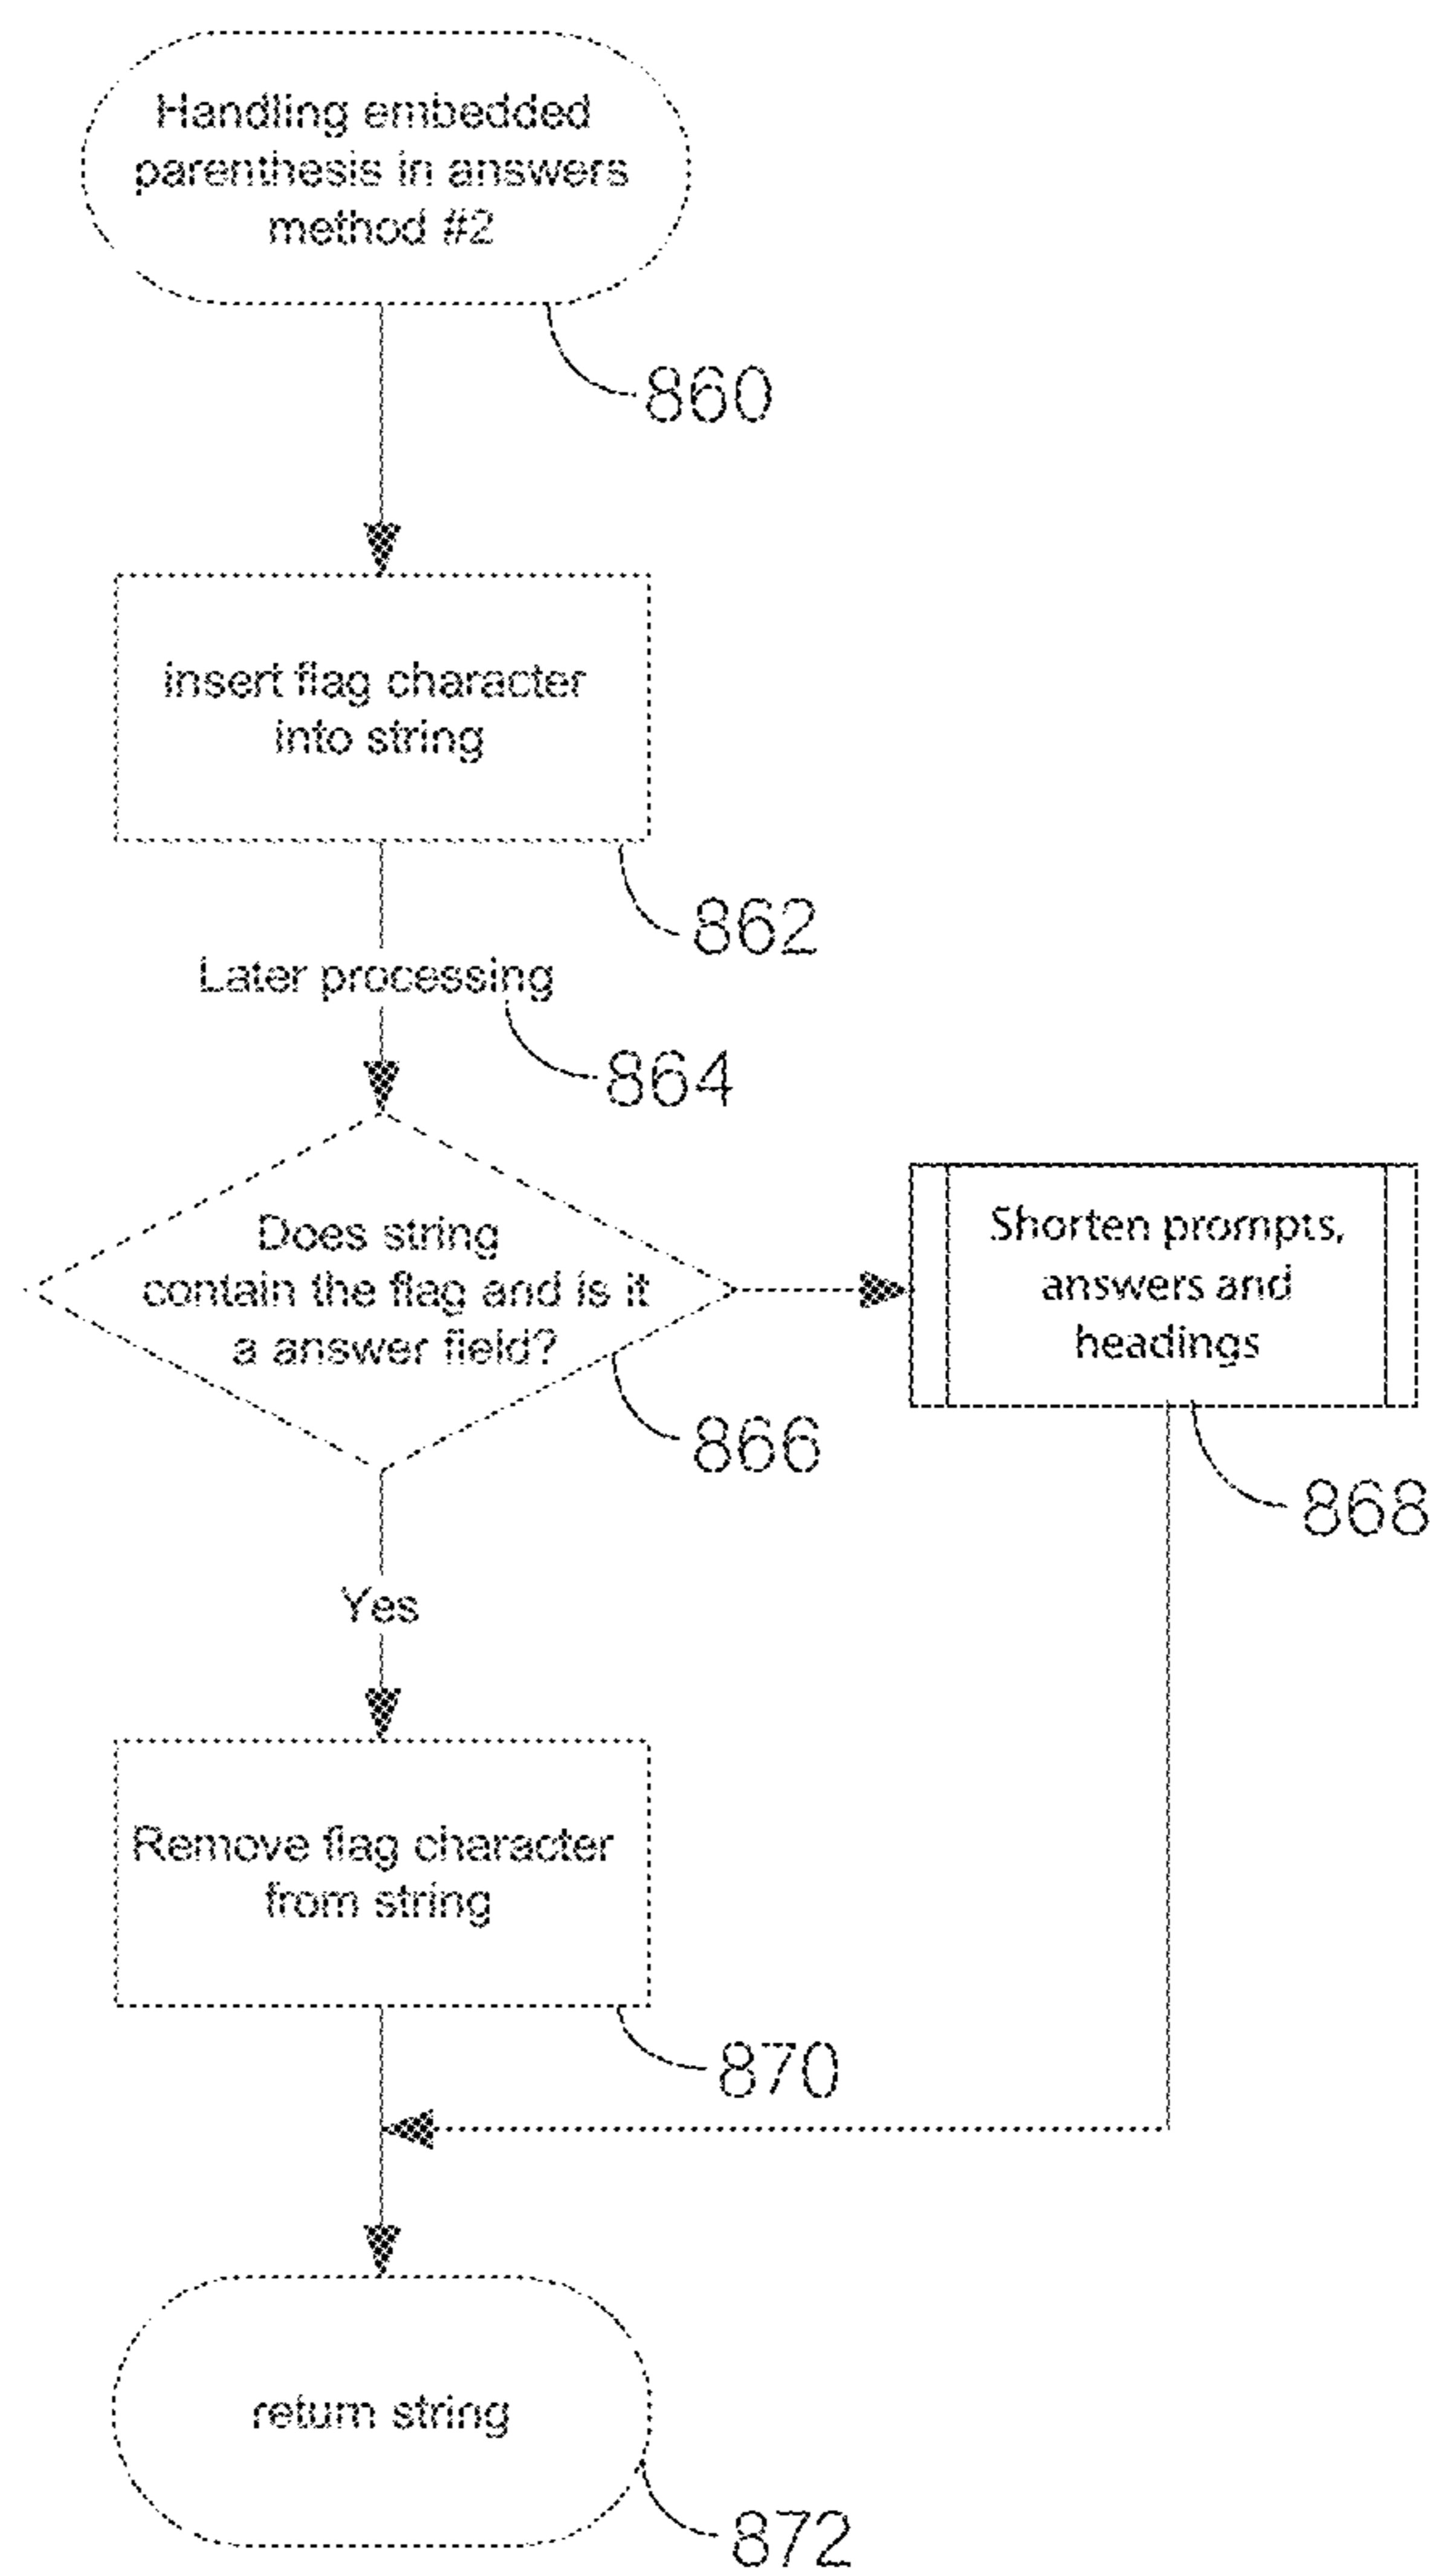 Handling embedded
parenthesis in answers
method #2
860
insert flag character
into string
862
Later processing
864
Does string
contain the flag and is it
a answer field?
866
Shorten prompts,
answers and
headings
868
Yes
Remove flag character
from string
870
return string
872